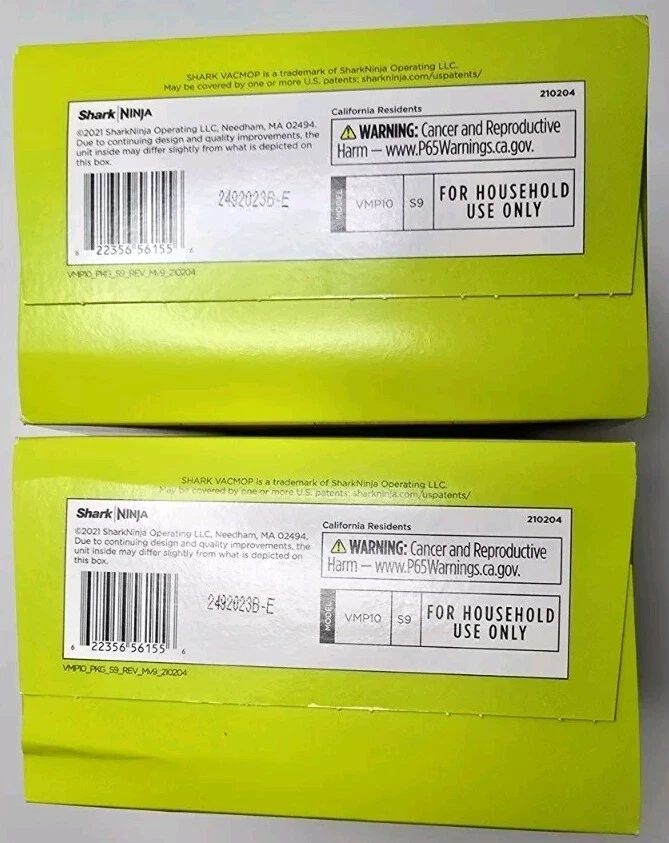 SHARK VACMOP is a trademark of SharkNinja Operating LLC.
May be covered by one or more U.S. patents: sharkninja.com/uspatents/
210204
Shark | NINJA
©2021 SharkNinja Operating LLC, Needham, MA 02494.
Due to continuing design and quality improvements, the
unit inside may differ slightly from what is depicted on
this box.
California Residents
⚠ WARNING: Cancer and Reproductive
Harm — www.P65Warnings.ca.gov.
6 22356 56155 6
2492023B-E
MODEL VMP10 S9
FOR HOUSEHOLD
USE ONLY
VMP10_PKG_S9_REV_Mv9_210204
SHARK VACMOP is a trademark of SharkNinja Operating LLC.
May be covered by one or more U.S. patents: sharkninja.com/uspatents/
210204
Shark | NINJA
©2021 SharkNinja Operating LLC, Needham, MA 02494.
Due to continuing design and quality improvements, the
unit inside may differ slightly from what is depicted on
this box.
California Residents
⚠ WARNING: Cancer and Reproductive
Harm — www.P65Warnings.ca.gov.
6 22356 56155 6
2492023B-E
MODEL VMP10 S9
FOR HOUSEHOLD
USE ONLY
VMP10_PKG_S9_REV_Mv9_210204